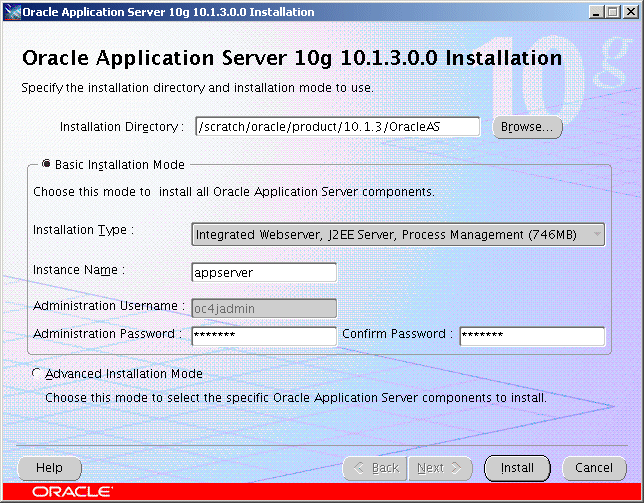 Oracle Application Server 10g 10.1.3.0.0 Installation
Oracle Application Server 10g 10.1.3.0.0 Installation
10g
Specify the installation directory and installation mode to use.
Installation Directory : /scratch/oracle/product/10.1.3/OracleAS Browse...
Basic Installation Mode
Choose this mode to install all Oracle Application Server components.
Installation Type : Integrated Webserver, J2EE Server, Process Management (746MB)
Instance Name : appserver
Administration Username : oc4jadmin
Administration Password : ******* Confirm Password : *******
Advanced Installation Mode
Choose this mode to select the specific Oracle Application Server components to install.
Help Back Next Install Cancel
ORACLE